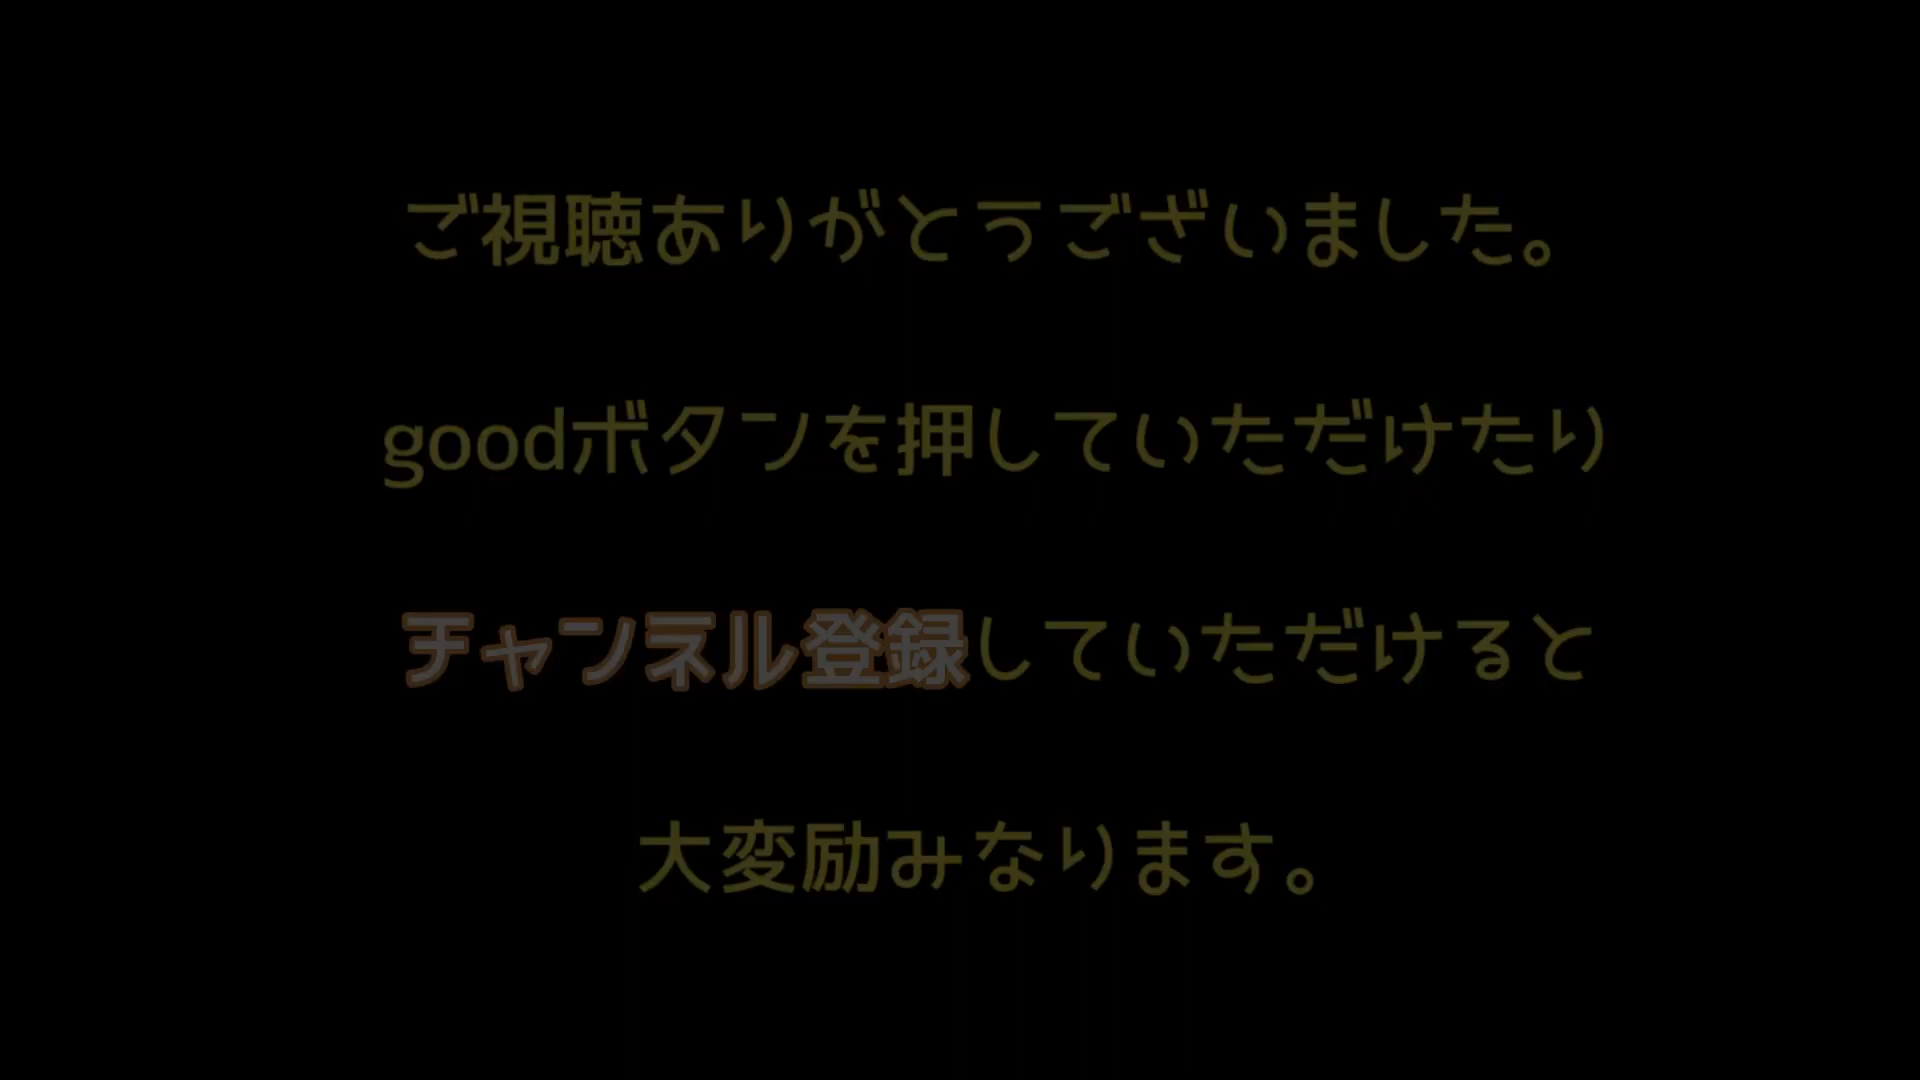 ご視聴ありがとうございました。
goodボタンを押していただけたり
チャンネル登録していただけると
大変励みなります。